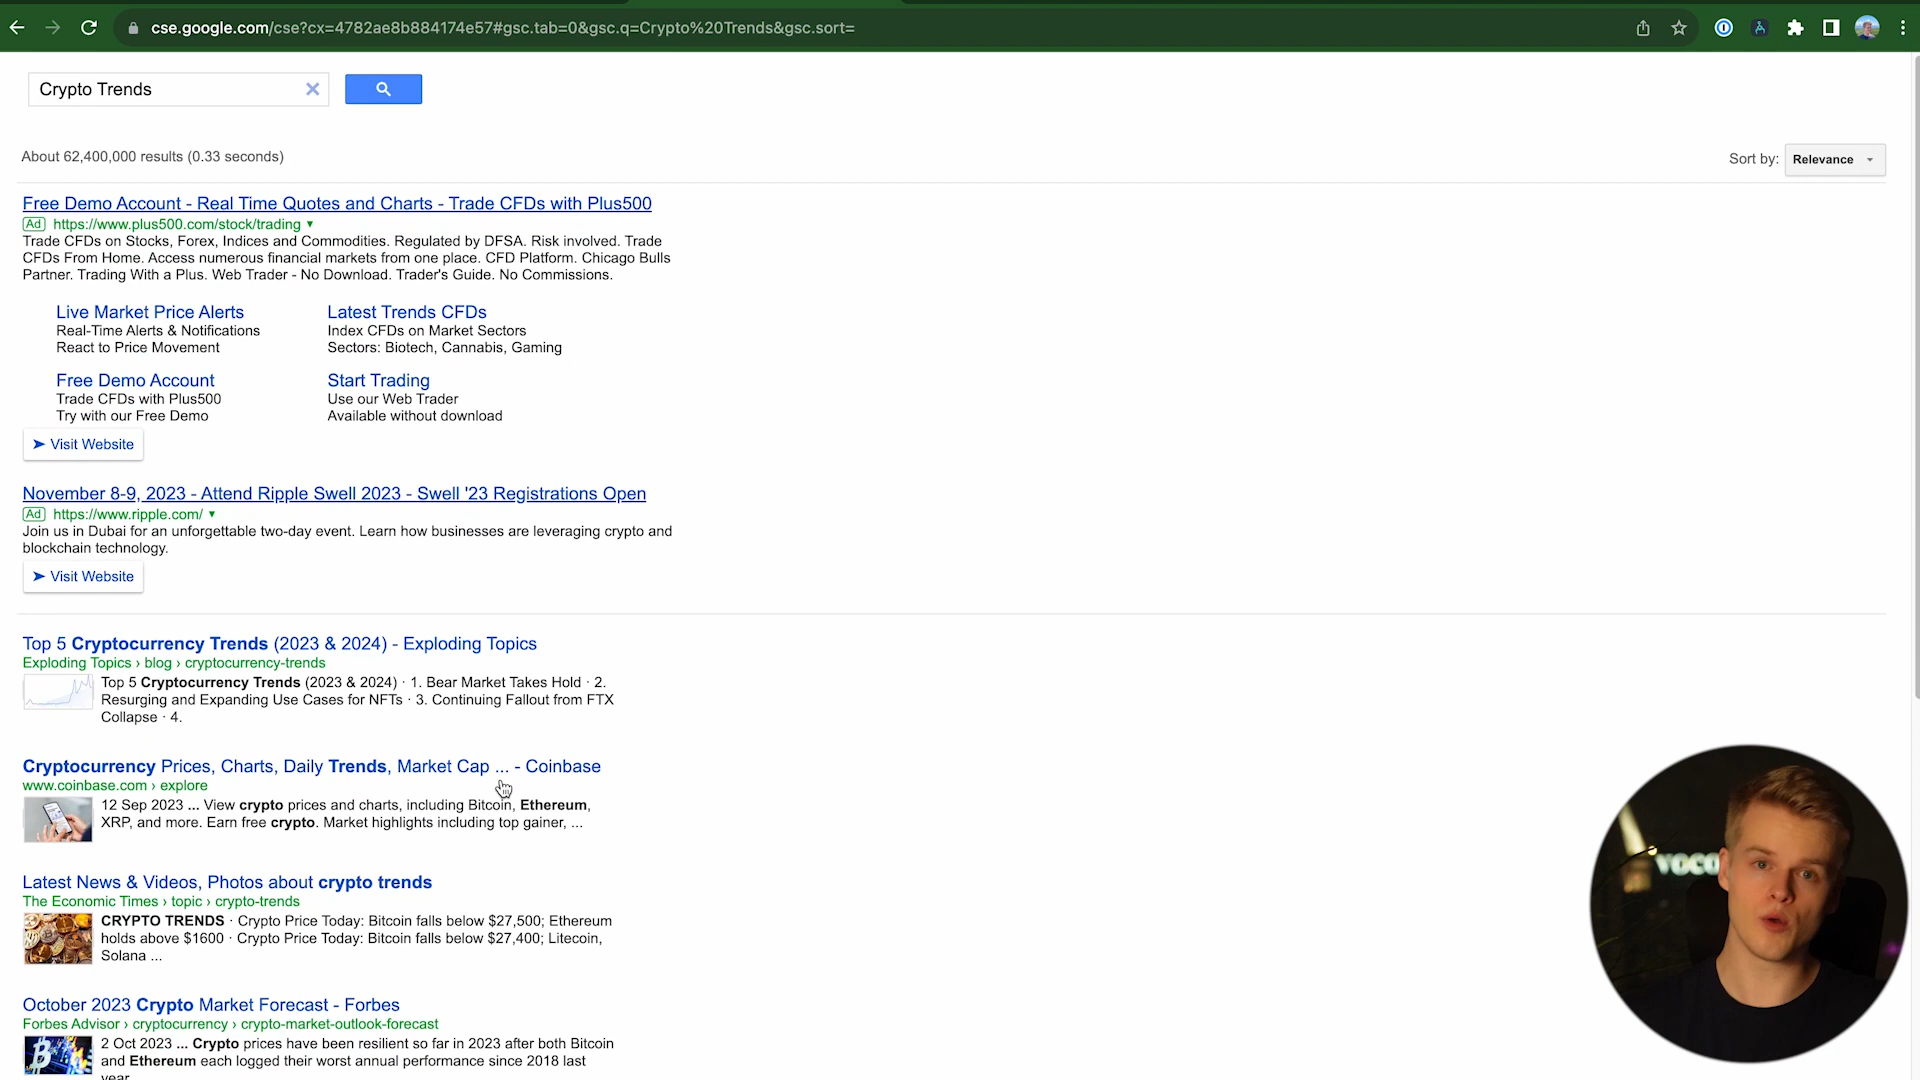 cse.google.com/cse?cx=4782ae8b884174e57#gsc.tab=0&gsc.q=Crypto%20Trends&gsc.sort=
Crypto Trends
About 62,400,000 results (0.33 seconds)
Sort by: Relevance
Free Demo Account - Real Time Quotes and Charts - Trade CFDs with Plus500
Ad https://www.plus500.com/stock/trading
Trade CFDs on Stocks, Forex, Indices and Commodities. Regulated by DFSA. Risk involved. Trade
CFDs From Home. Access numerous financial markets from one place. CFD Platform. Chicago Bulls
Partner. Trading With a Plus. Web Trader - No Download. Trader's Guide. No Commissions.
Live Market Price Alerts
Real-Time Alerts & Notifications
React to Price Movement
Latest Trends CFDs
Index CFDs on Market Sectors
Sectors: Biotech, Cannabis, Gaming
Free Demo Account
Trade CFDs with Plus500
Try with our Free Demo
Start Trading
Use our Web Trader
Available without download
Visit Website
November 8-9, 2023 - Attend Ripple Swell 2023 - Swell '23 Registrations Open
Ad https://www.ripple.com/
Join us in Dubai for an unforgettable two-day event. Learn how businesses are leveraging crypto and
blockchain technology.
Visit Website
Top 5 Cryptocurrency Trends (2023 & 2024) - Exploding Topics
Exploding Topics › blog › cryptocurrency-trends
Top 5 Cryptocurrency Trends (2023 & 2024) · 1. Bear Market Takes Hold · 2.
Resurging and Expanding Use Cases for NFTs · 3. Continuing Fallout from FTX
Collapse · 4.
Cryptocurrency Prices, Charts, Daily Trends, Market Cap ... - Coinbase
www.coinbase.com › explore
12 Sep 2023 ... View crypto prices and charts, including Bitcoin, Ethereum,
XRP, and more. Earn free crypto. Market highlights including top gainer, ...
Latest News & Videos, Photos about crypto trends
The Economic Times › topic › crypto-trends
CRYPTO TRENDS · Crypto Price Today: Bitcoin falls below $27,500; Ethereum
holds above $1600 · Crypto Price Today: Bitcoin falls below $27,400; Litecoin,
Solana ...
October 2023 Crypto Market Forecast - Forbes
Forbes Advisor › cryptocurrency › crypto-market-outlook-forecast
2 Oct 2023 ... Crypto prices have been resilient so far in 2023 after both Bitcoin
and Ethereum each logged their worst annual performance since 2018 last
year